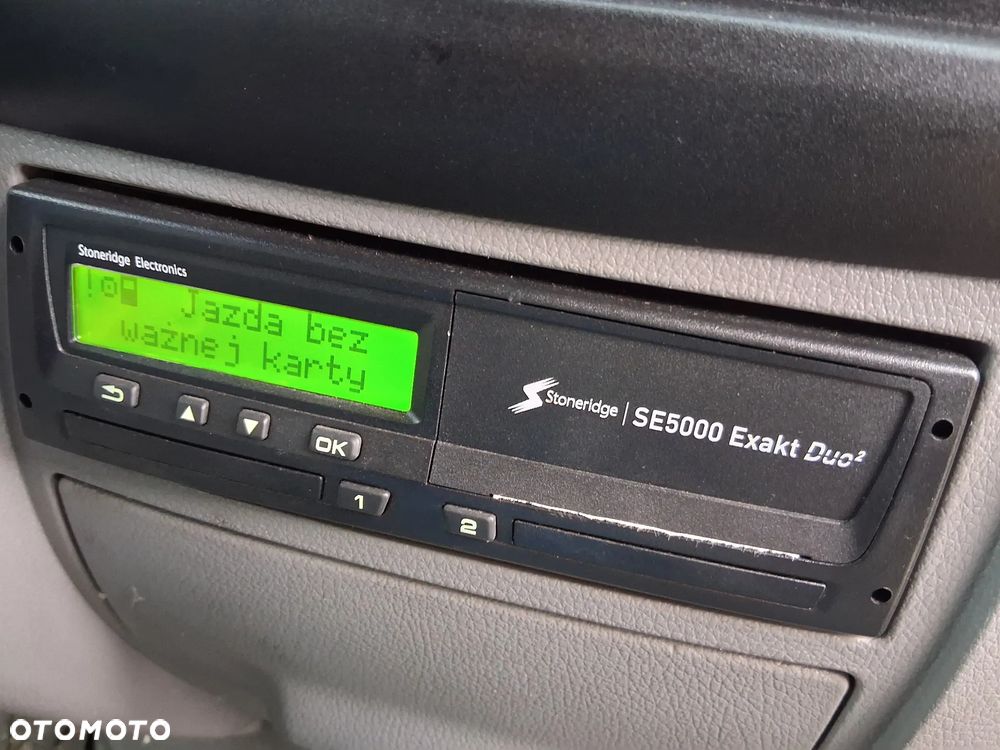 Stoneridge Electronics
! Jazda bez
ważnej karty
OK
1
2
Stoneridge | SE5000 Exakt Duo²
OTOMOTO